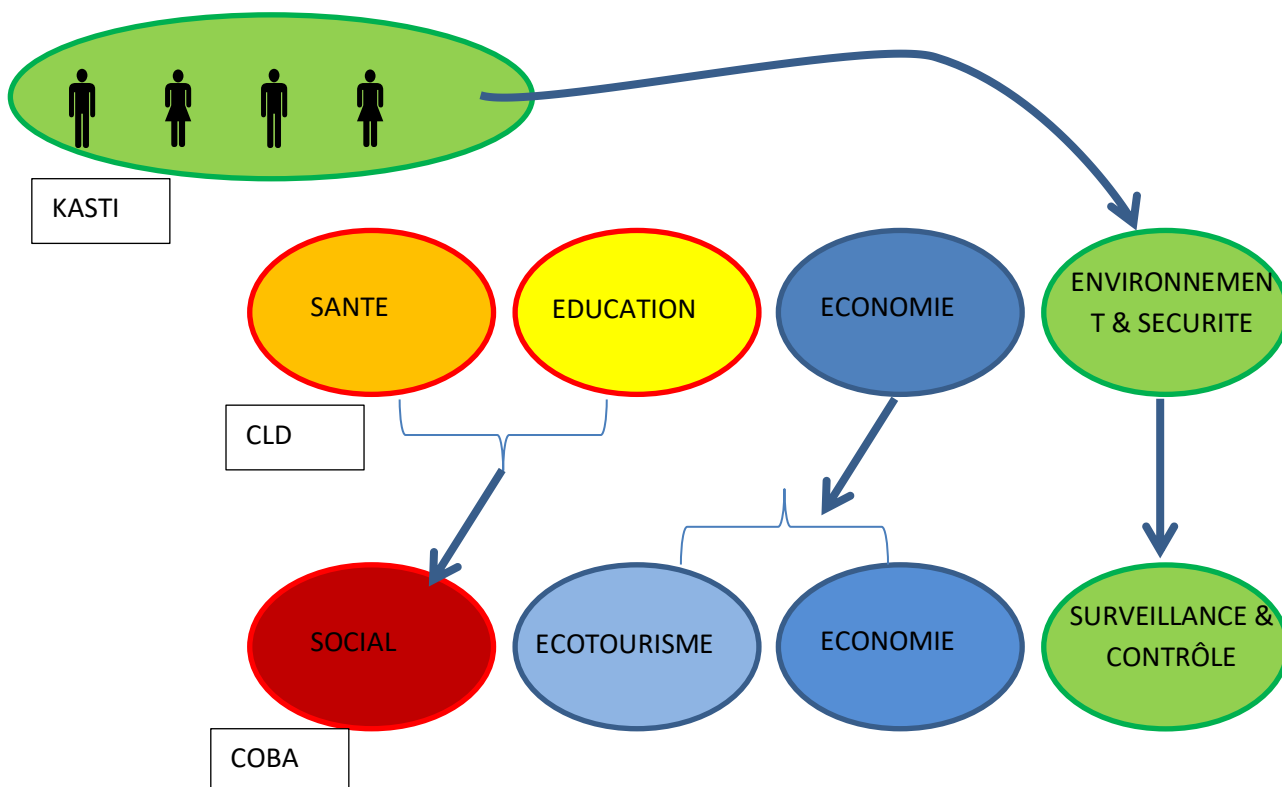 KASTI
SANTE
EDUCATION
ECONOMIE
ENVIRONNEMEN
T & SECURITE
CLD
SOCIAL
ECOTOURISME
ECONOMIE
SURVEILLANCE &
CONTRÔLE
COBA